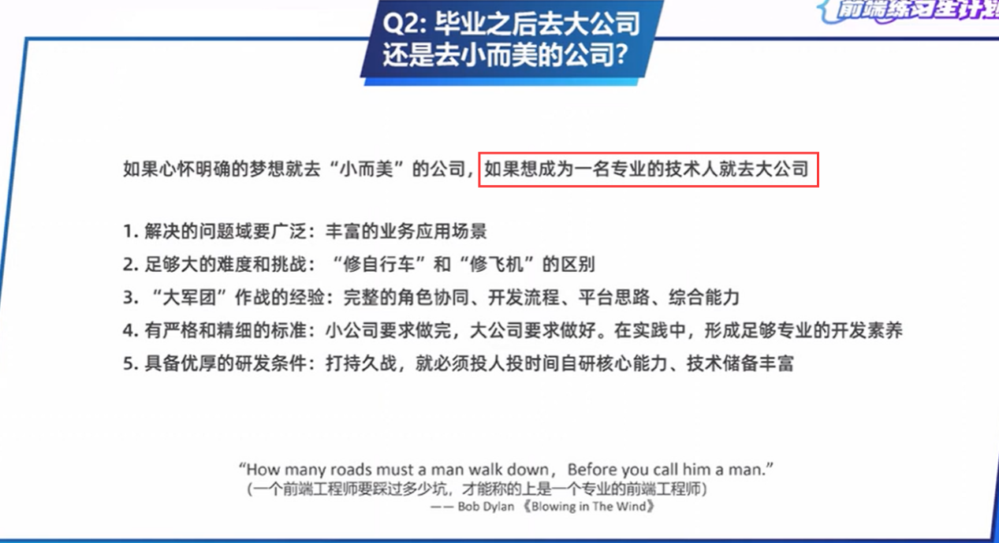 前端练习生计划
Q2: 毕业之后去大公司
还是去小而美的公司?
如果心怀明确的梦想就去“小而美”的公司，如果想成为一名专业的技术人就去大公司
1. 解决的问题域要广泛：丰富的业务应用场景
2. 足够大的难度和挑战：“修自行车”和“修飞机”的区别
3. “大军团”作战的经验：完整的角色协同、开发流程、平台思路、综合能力
4. 有严格和精细的标准：小公司要求做完，大公司要求做好。在实践中，形成足够专业的开发素养
5. 具备优厚的研发条件：打持久战，就必须投人投时间自研核心能力、技术储备丰富
“How many roads must a man walk down，Before you call him a man.”
（一个前端工程师要踩过多少坑，才能称的上是一个专业的前端工程师）
—— Bob Dylan 《Blowing in The Wind》